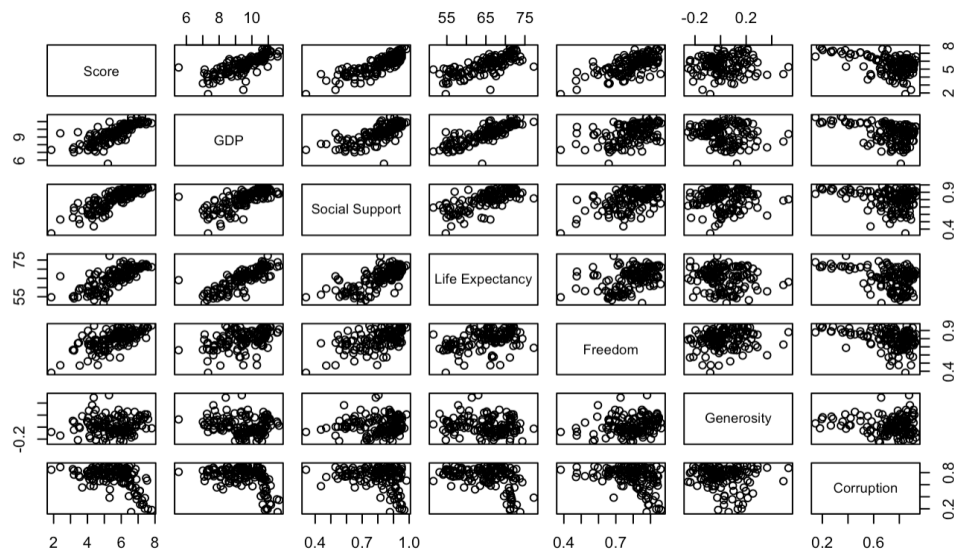 6 8 10
55 65 75
-0.2 0.2
Score
2 5 8
6 9
GDP
Social Support
0.4 0.9
55 75
Life Expectancy
Freedom
0.4 0.9
-0.2
Generosity
Corruption
0.2 0.8
2 4 6 8
0.4 0.7 1.0
0.4 0.7
0.2 0.6